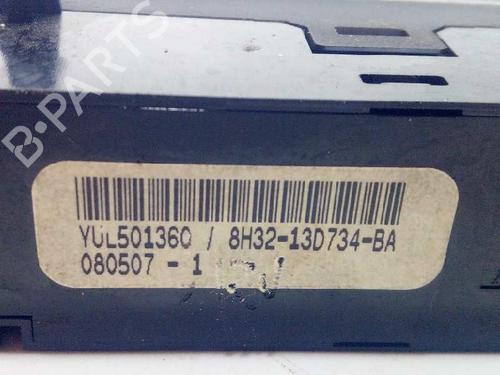 B-PARTS
YUL501360 / 8H32-13D734-BA
080507 - 1